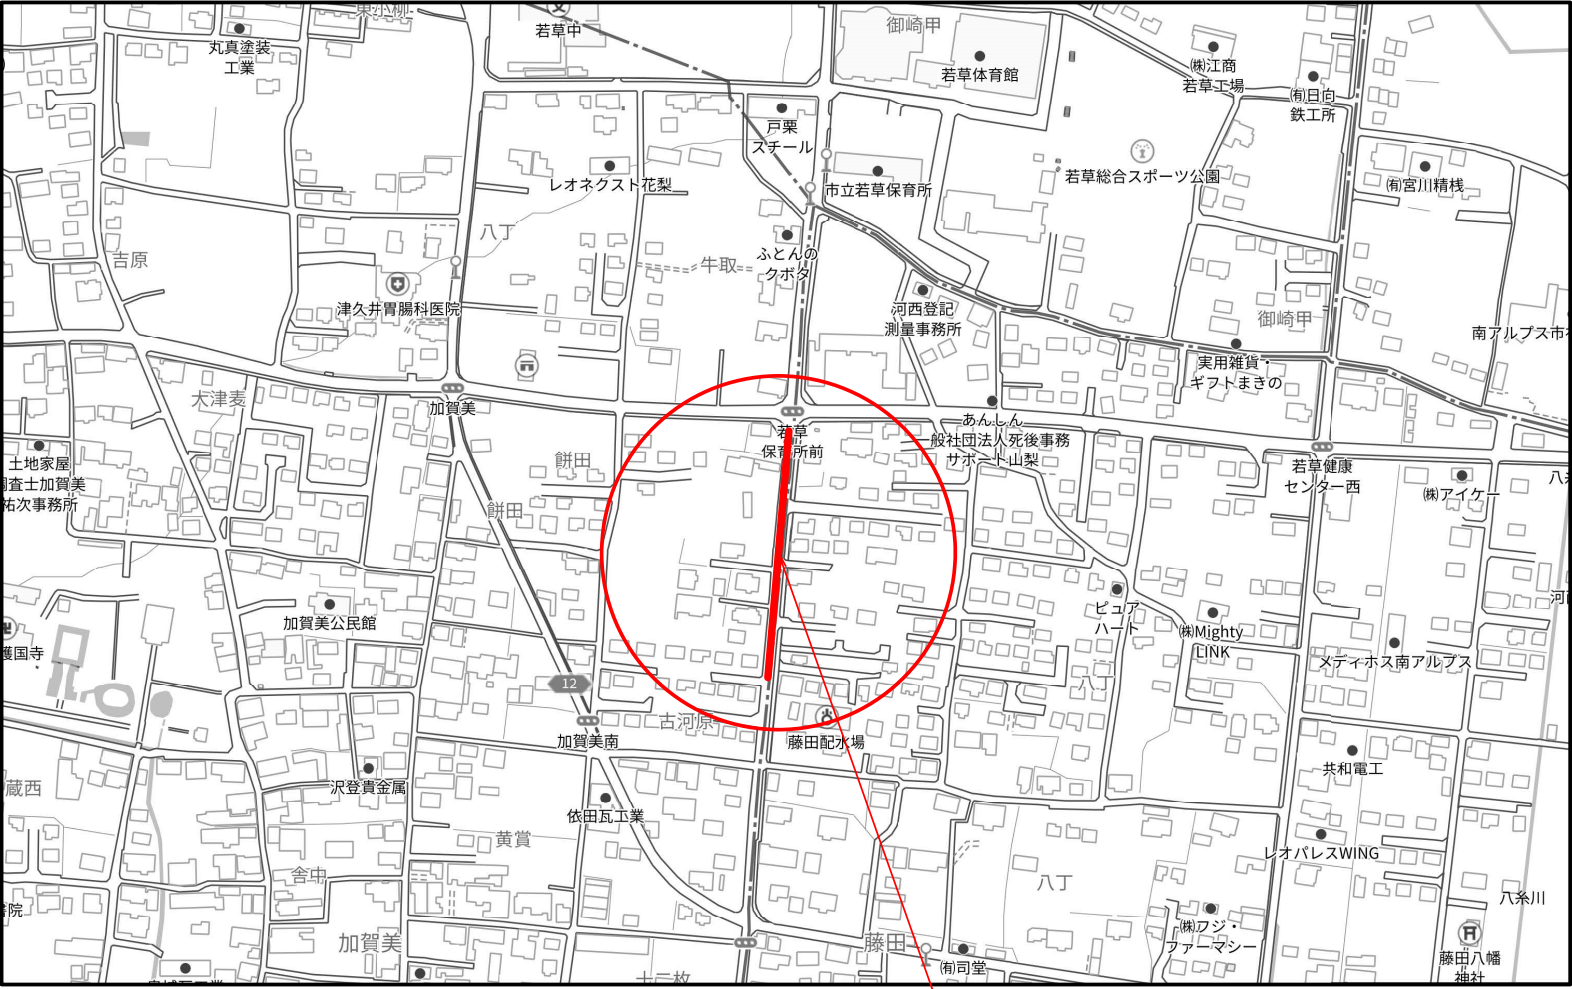 若草中
御崎甲
丸真塗装
工業
若草体育館
㈱江商
若草工場
㈲日向
鉄工所
戸栗
スチール
レオネクスト花梨
市立若草保育所
若草総合スポーツ公園
㈲宮川精桟
八丁
吉原
ふとんの
クボタ
牛取
津久井胃腸科医院
河西登記
測量事務所
御崎甲
南アルプス市
実用雑貨・
ギフトまきの
大津麦
加賀美
あんしん
一般社団法人死後事務
サポート山梨
若草
保育所前
餅田
土地家屋
調査士加賀美
祐次事務所
若草健康
センター西
㈱アイケー
餅田
加賀美公民館
ピュア
ハート
㈱Mighty
LINK
護国寺
メディホス南アルプス
12
古河原
加賀美南
藤田配水場
共和電工
蔵西
沢登貴金属
依田瓦工業
黄賞
レオパレスWING
舎中
八丁
八糸川
㈱フジ・
ファーマシー
加賀美
藤田
㈲司堂
藤田八幡
神社
十二枚